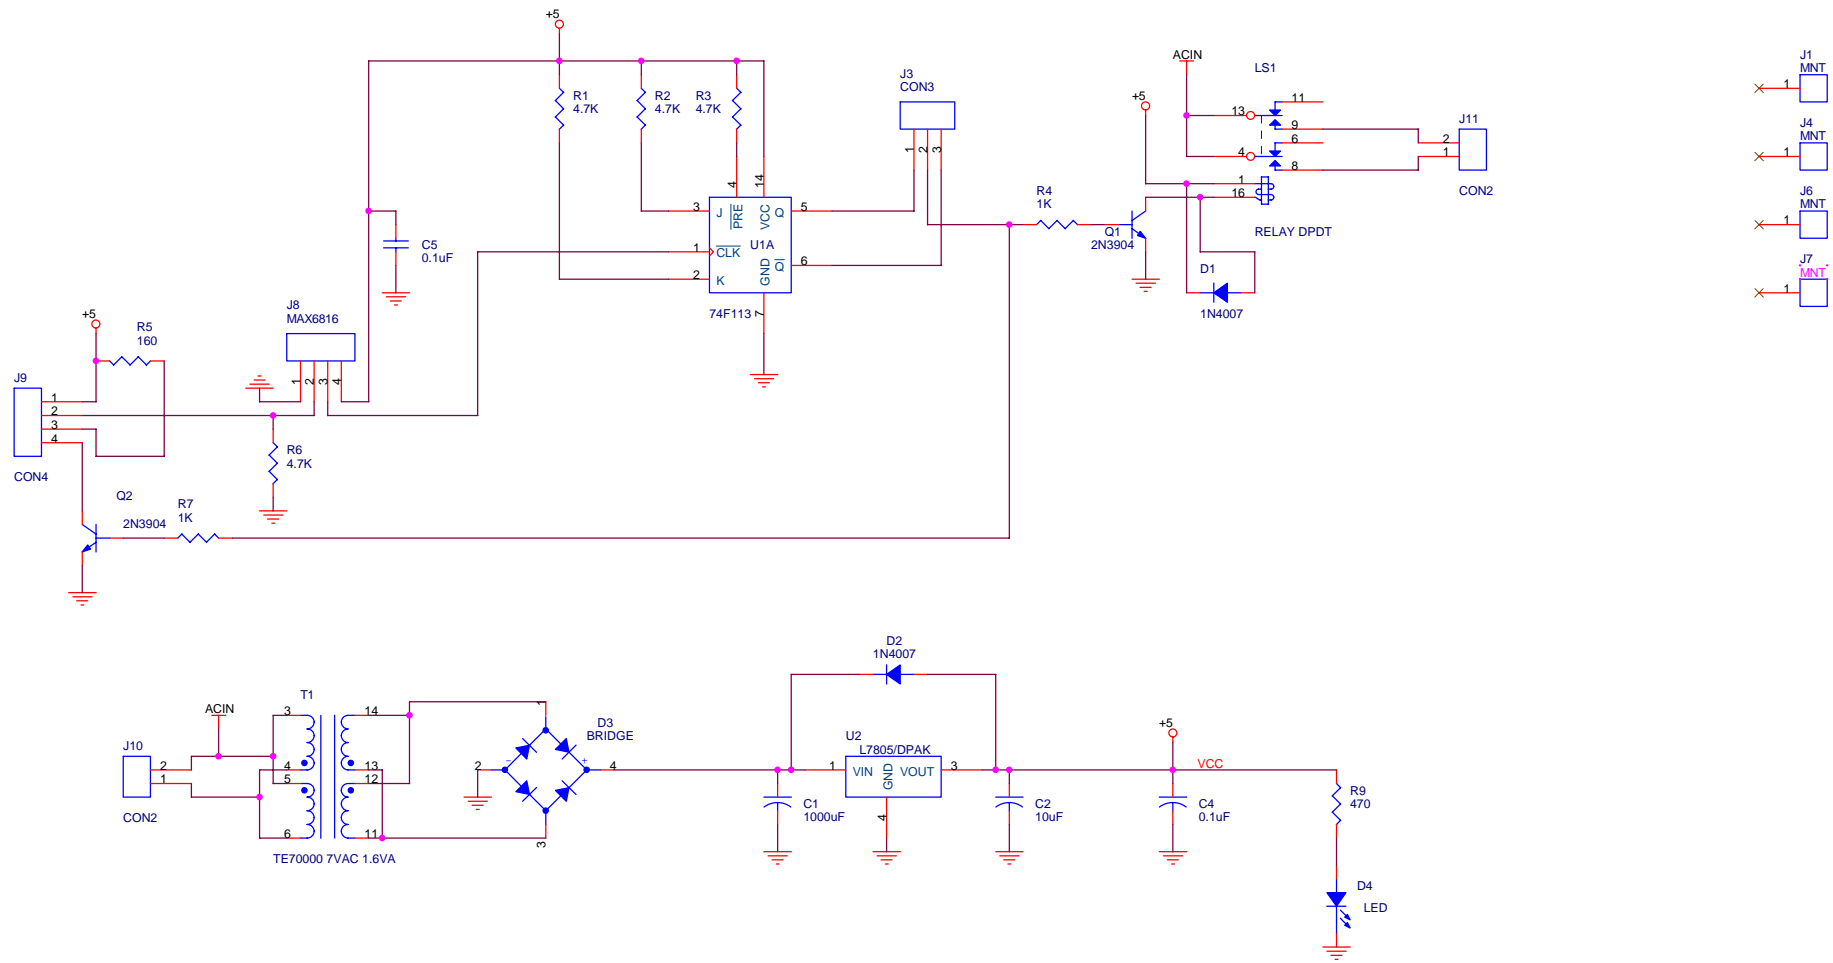 +5
R1
4.7K
R2
4.7K
R3
4.7K
J3
CON3
1
2
3
ACIN
LS1
+5
13
11
9
6
4
8
1
16
RELAY DPDT
J11
2
1
CON2
J1
MNT
1
J4
MNT
1
J6
MNT
1
J7
MNT
1
4
14
3
J
PRE
VCC
Q
5
U1A
1
CLK
2
K
GND
QI
6
74F113
7
C5
0.1uF
R4
1K
Q1
2N3904
D1
1N4007
J8
MAX6816
1
2
3
4
+5
R5
160
J9
1
2
3
4
CON4
R6
4.7K
Q2
2N3904
R7
1K
T1
ACIN
J10
2
1
CON2
3
4
5
6
14
13
12
11
TE70000 7VAC 1.6VA
1
D3
BRIDGE
2
-
+
4
3
D2
1N4007
U2
L7805/DPAK
1
VIN
GND
VOUT
3
4
C1
1000uF
C2
10uF
+5
VCC
C4
0.1uF
R9
470
D4
LED